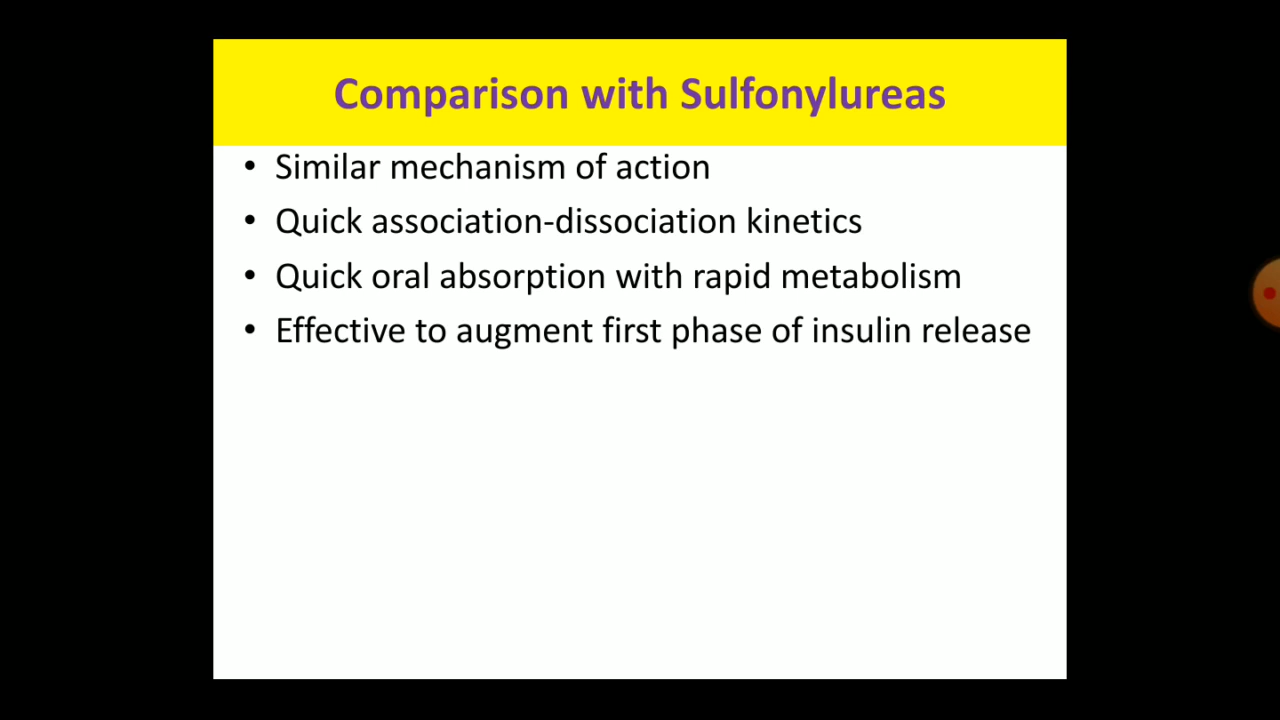 Comparison with Sulfonylureas
• Similar mechanism of action
• Quick association-dissociation kinetics
• Quick oral absorption with rapid metabolism
• Effective to augment first phase of insulin release